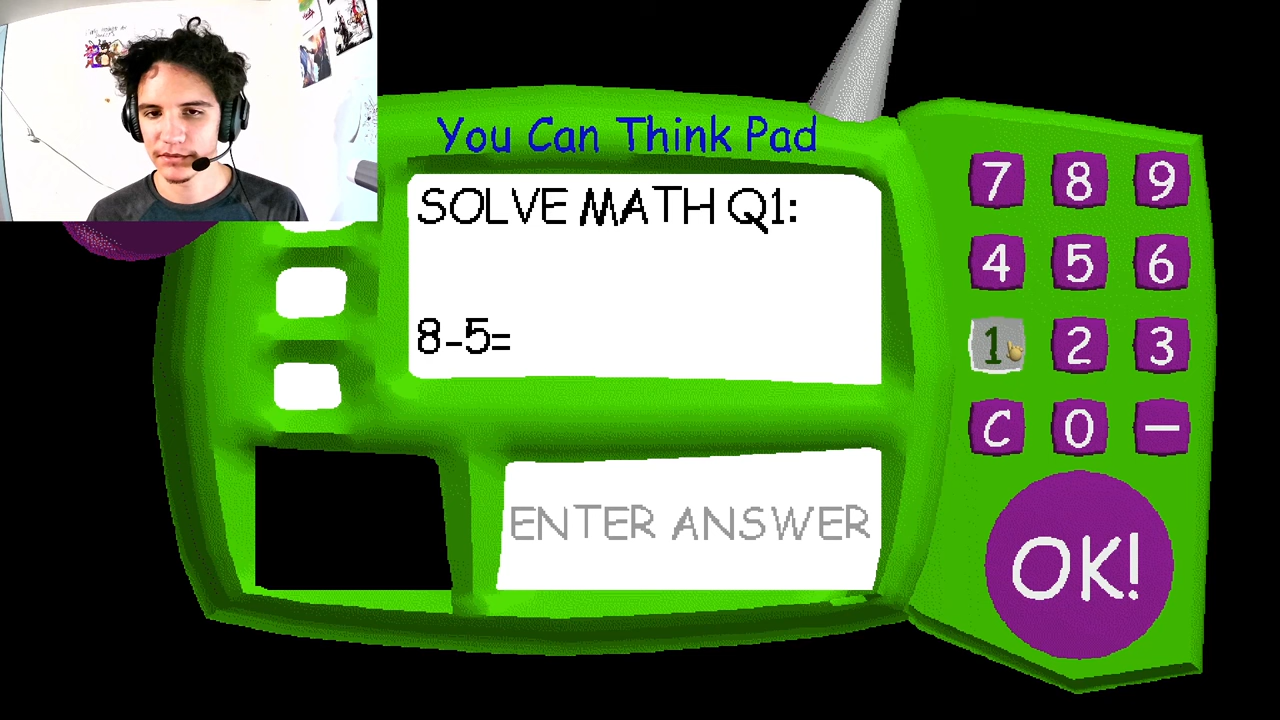 You Can Think Pad
SOLVE MATH Q1:
8-5=
ENTER ANSWER
7 8 9
4 5 6
1 2 3
C 0 -
OK!